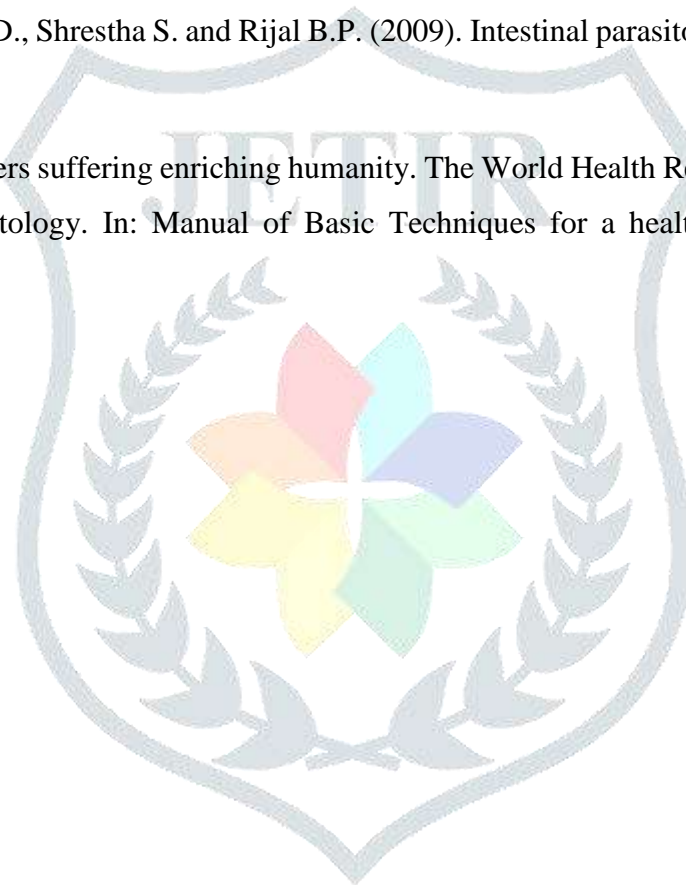 D., Shrestha S. and Rijal B.P. (2009). Intestinal parasito
JETIR
ers suffering enriching humanity. The World Health Re
tology. In: Manual of Basic Techniques for a healt